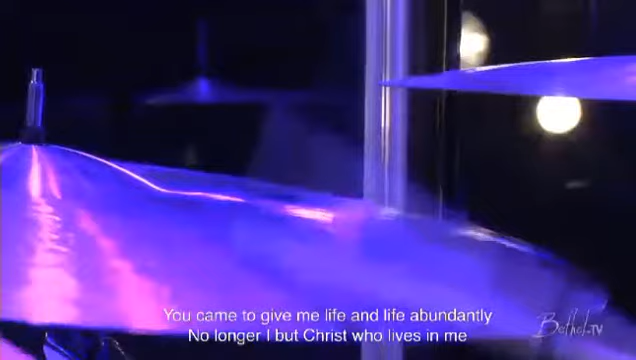 You came to give me life and life abundantly
No longer I but Christ who lives in me
Bethel.TV